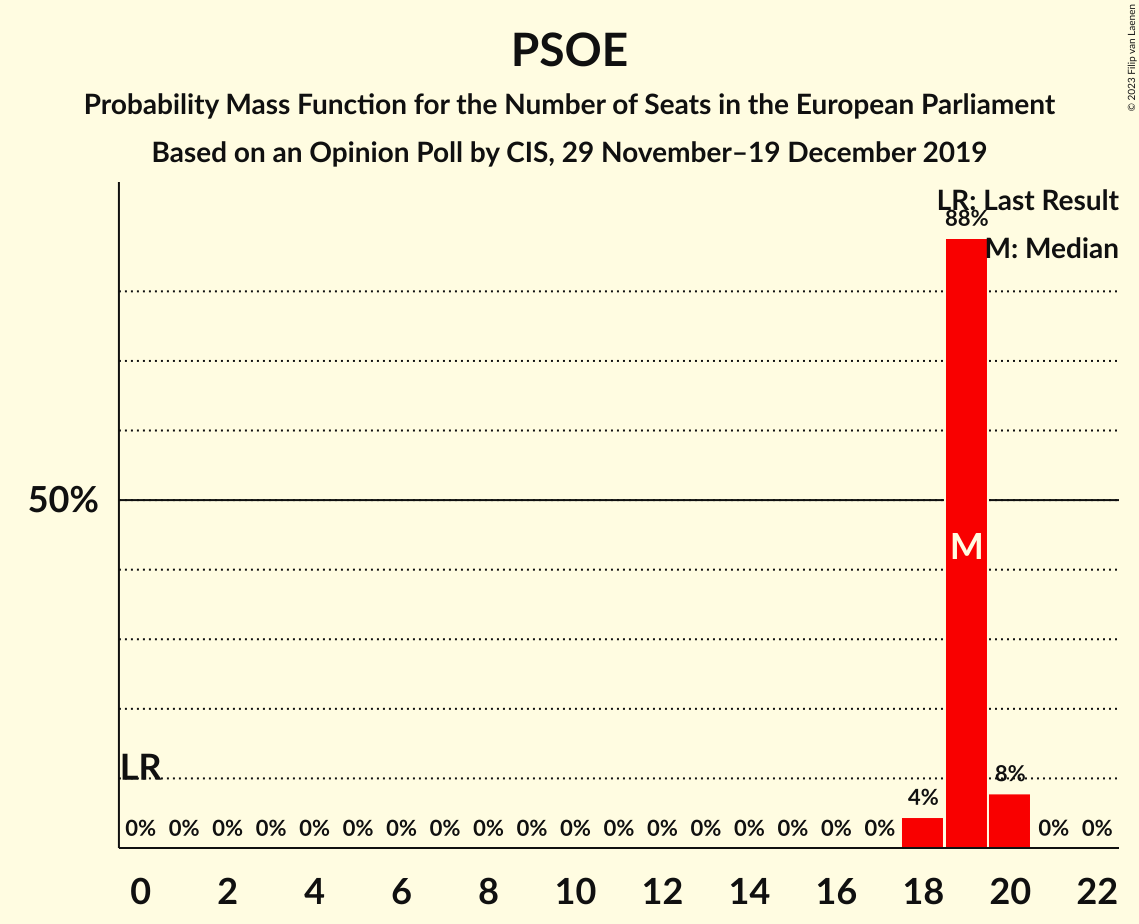 PSOE
Probability Mass Function for the Number of Seats in the European Parliament
Based on an Opinion Poll by CIS, 29 November–19 December 2019
© 2023 Filip van Laenen
LR: Last Result
88%
M: Median
50%
M
LR
8%
4%
0% 0% 0% 0% 0% 0% 0% 0% 0% 0% 0% 0% 0% 0% 0% 0% 0% 0% 0% 0%
0 2 4 6 8 10 12 14 16 18 20 22